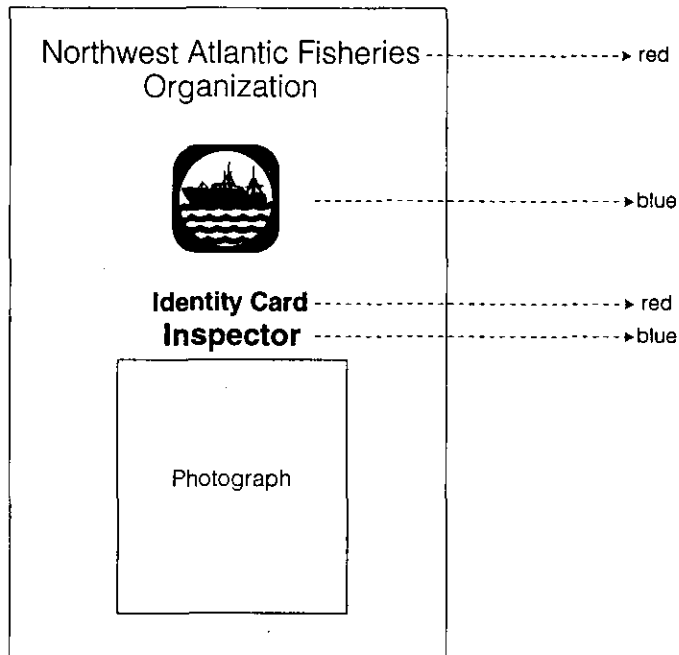 Northwest Atlantic Fisheries red
Organization
blue
Identity Card red
Inspector blue
Photograph